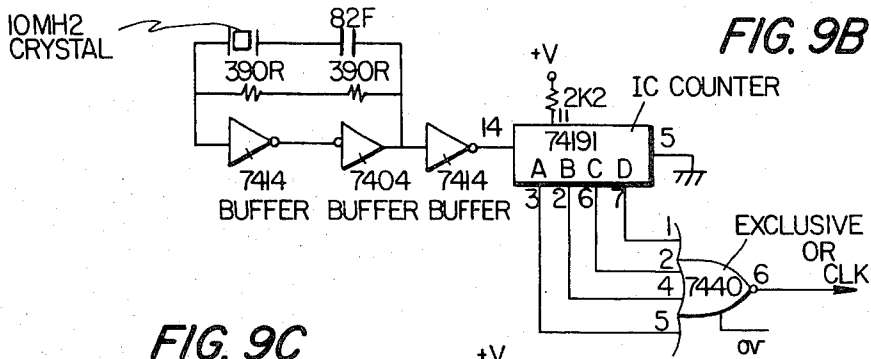 10MH2
CRYSTAL
82F
390R 390R
FIG. 9B
+V
2K2
IC COUNTER
11
14
74191
5
A B C D
3 2 6 7
7414
BUFFER
7404
BUFFER
7414
BUFFER
1
2
4
5
7440
6
EXCLUSIVE
OR
CLK
0V
FIG. 9C
+V